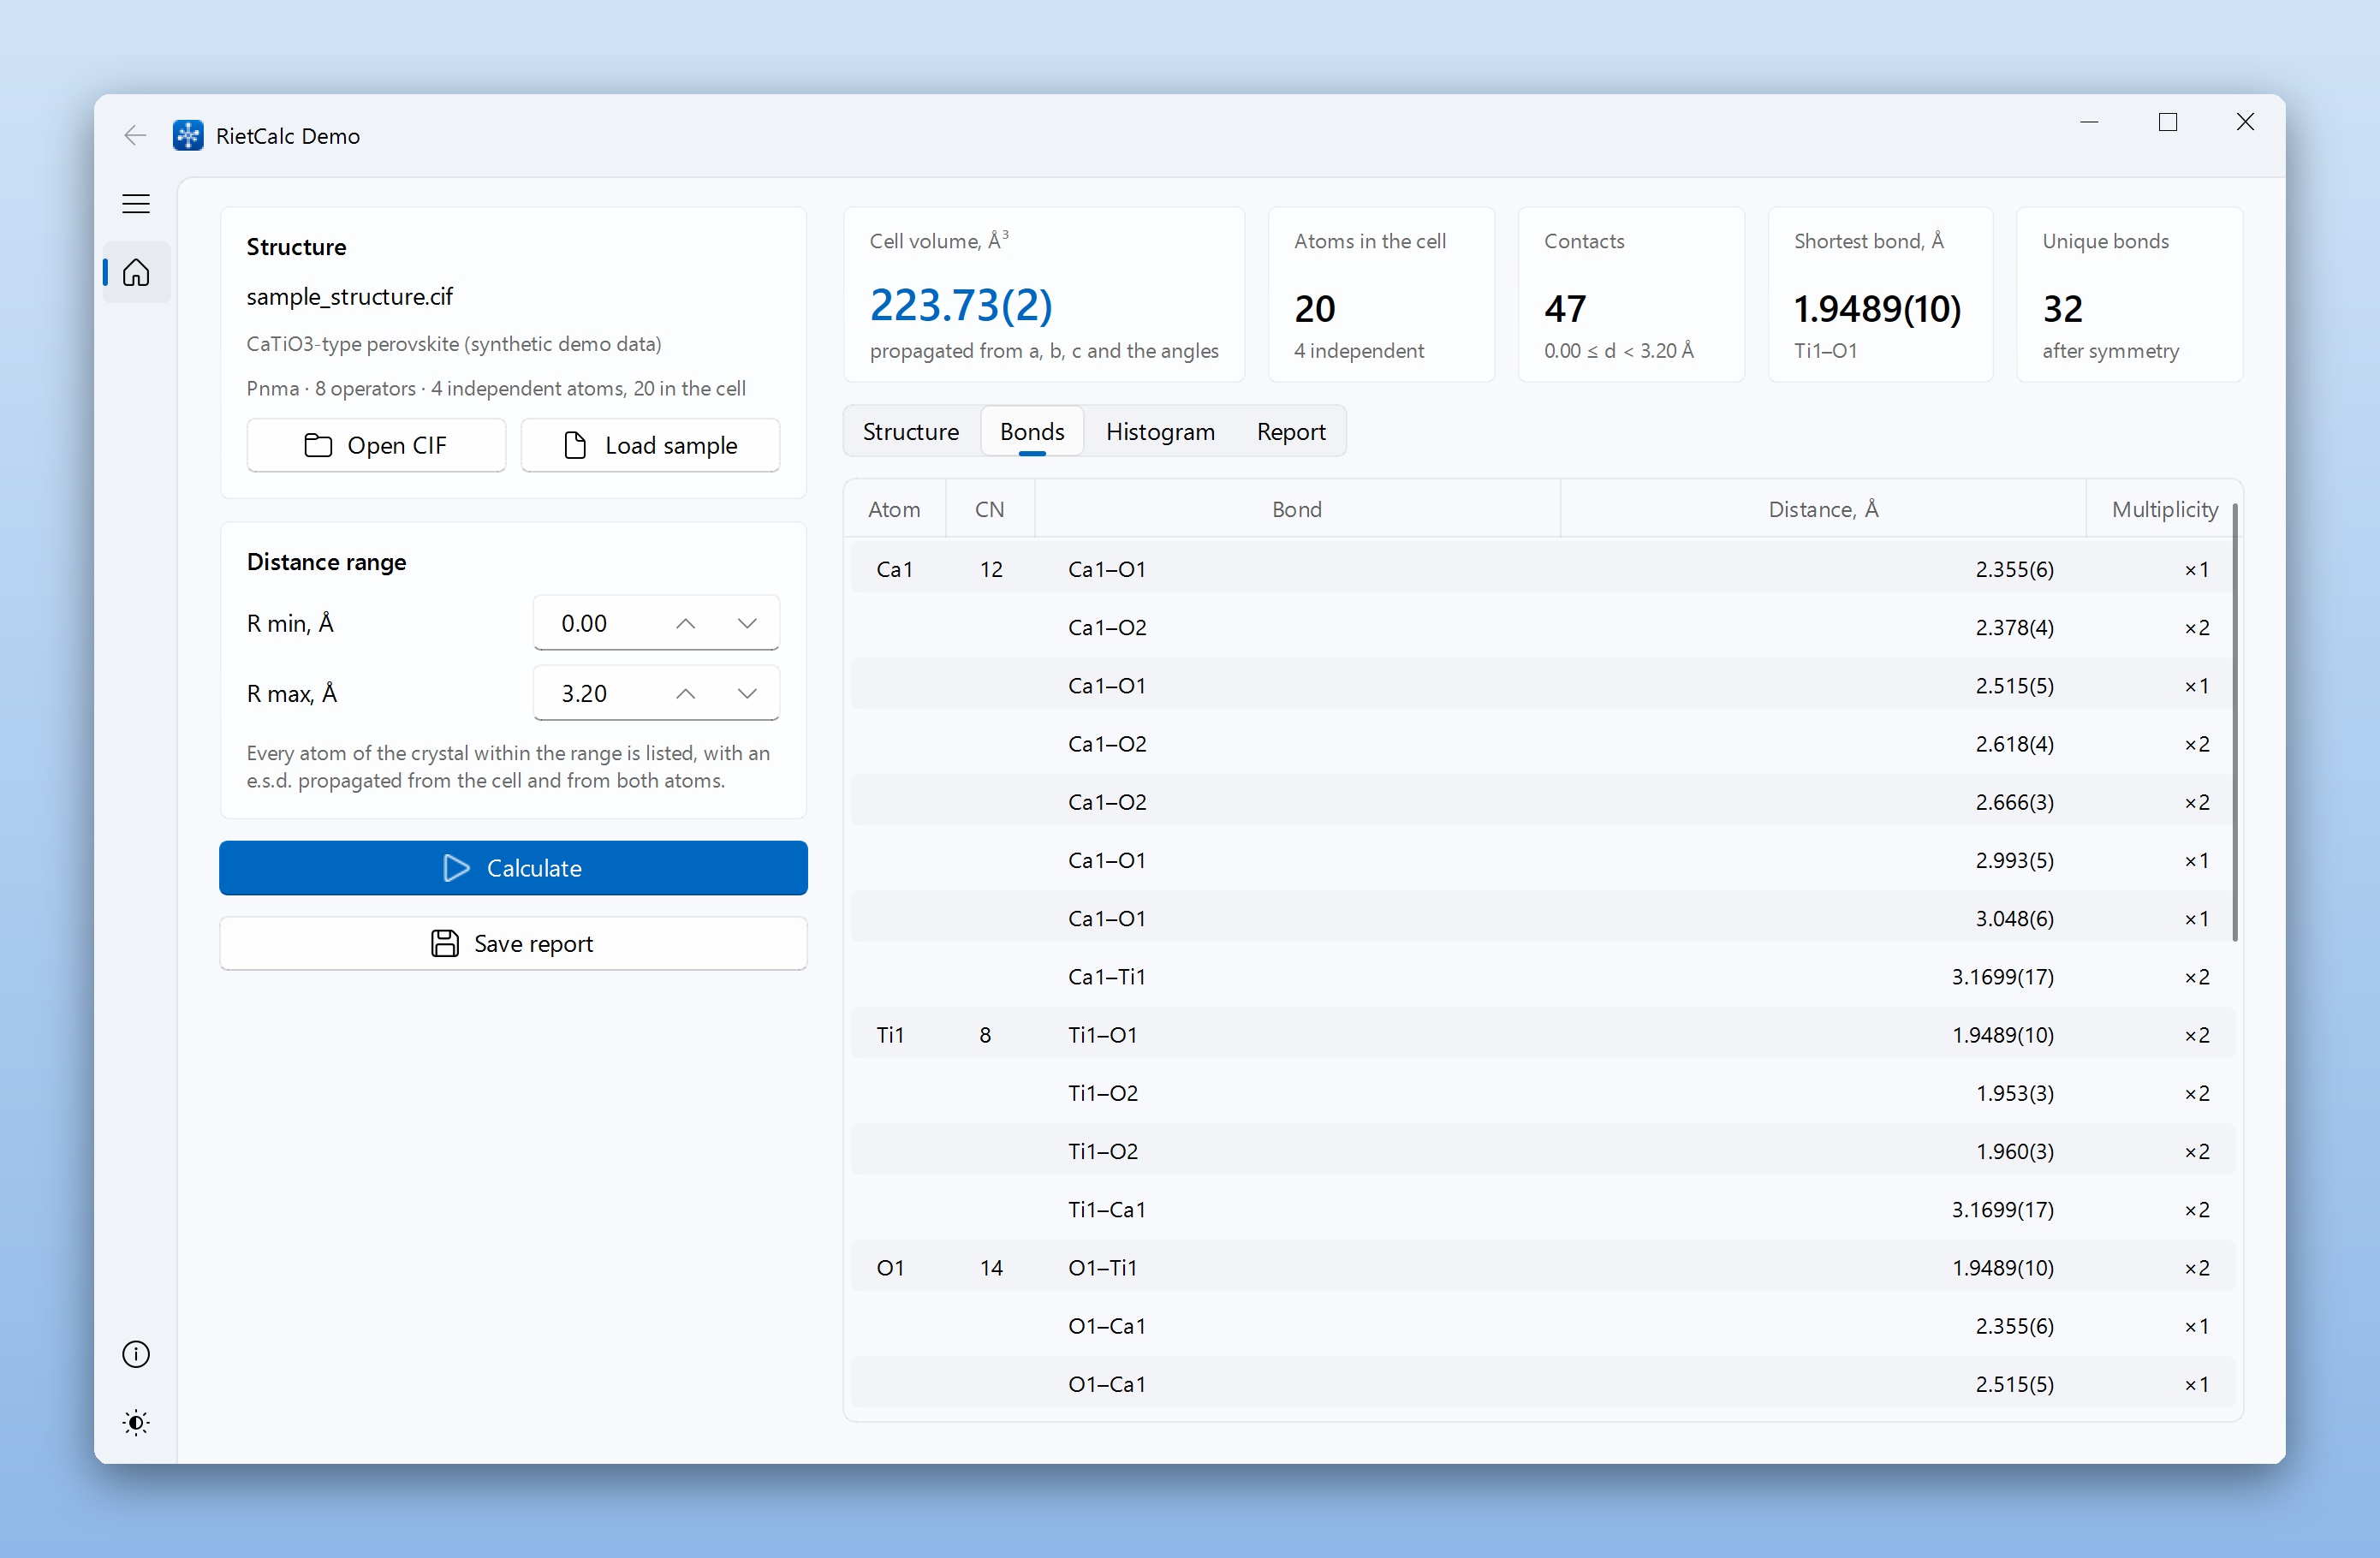 RietCalc Demo
Structure
sample_structure.cif
CaTiO3-type perovskite (synthetic demo data)
Pnma · 8 operators · 4 independent atoms, 20 in the cell
Open CIF
Load sample
Distance range
R min, Å
0.00
R max, Å
3.20
Every atom of the crystal within the range is listed, with an
e.s.d. propagated from the cell and from both atoms.
Calculate
Save report
Cell volume, Å³
223.73(2)
propagated from a, b, c and the angles
Atoms in the cell
20
4 independent
Contacts
47
0.00 ≤ d < 3.20 Å
Shortest bond, Å
1.9489(10)
Ti1–O1
Unique bonds
32
after symmetry
Structure Bonds Histogram Report
Atom CN Bond Distance, Å Multiplicity
Ca1 12 Ca1–O1 2.355(6) ×1
Ca1–O2 2.378(4) ×2
Ca1–O1 2.515(5) ×1
Ca1–O2 2.618(4) ×2
Ca1–O2 2.666(3) ×2
Ca1–O1 2.993(5) ×1
Ca1–O1 3.048(6) ×1
Ca1–Ti1 3.1699(17) ×2
Ti1 8 Ti1–O1 1.9489(10) ×2
Ti1–O2 1.953(3) ×2
Ti1–O2 1.960(3) ×2
Ti1–Ca1 3.1699(17) ×2
O1 14 O1–Ti1 1.9489(10) ×2
O1–Ca1 2.355(6) ×1
O1–Ca1 2.515(5) ×1